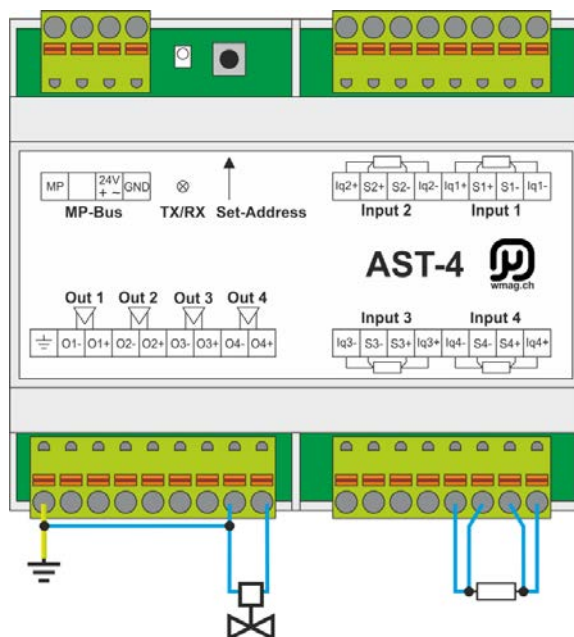 Iq2+ S2+ S2- Iq2- Iq1+ S1+ S1- Iq1-
MP 24V + ~ GND
Input 2 Input 1
MP-Bus TX/RX Set-Address
AST-4
wmag.ch
Out 1 Out 2 Out 3 Out 4
Input 3 Input 4
O1- O1+ O2- O2+ O3- O3+ O4- O4+
Iq3- S3- S3+ Iq3+ Iq4- S4- S4+ Iq4+